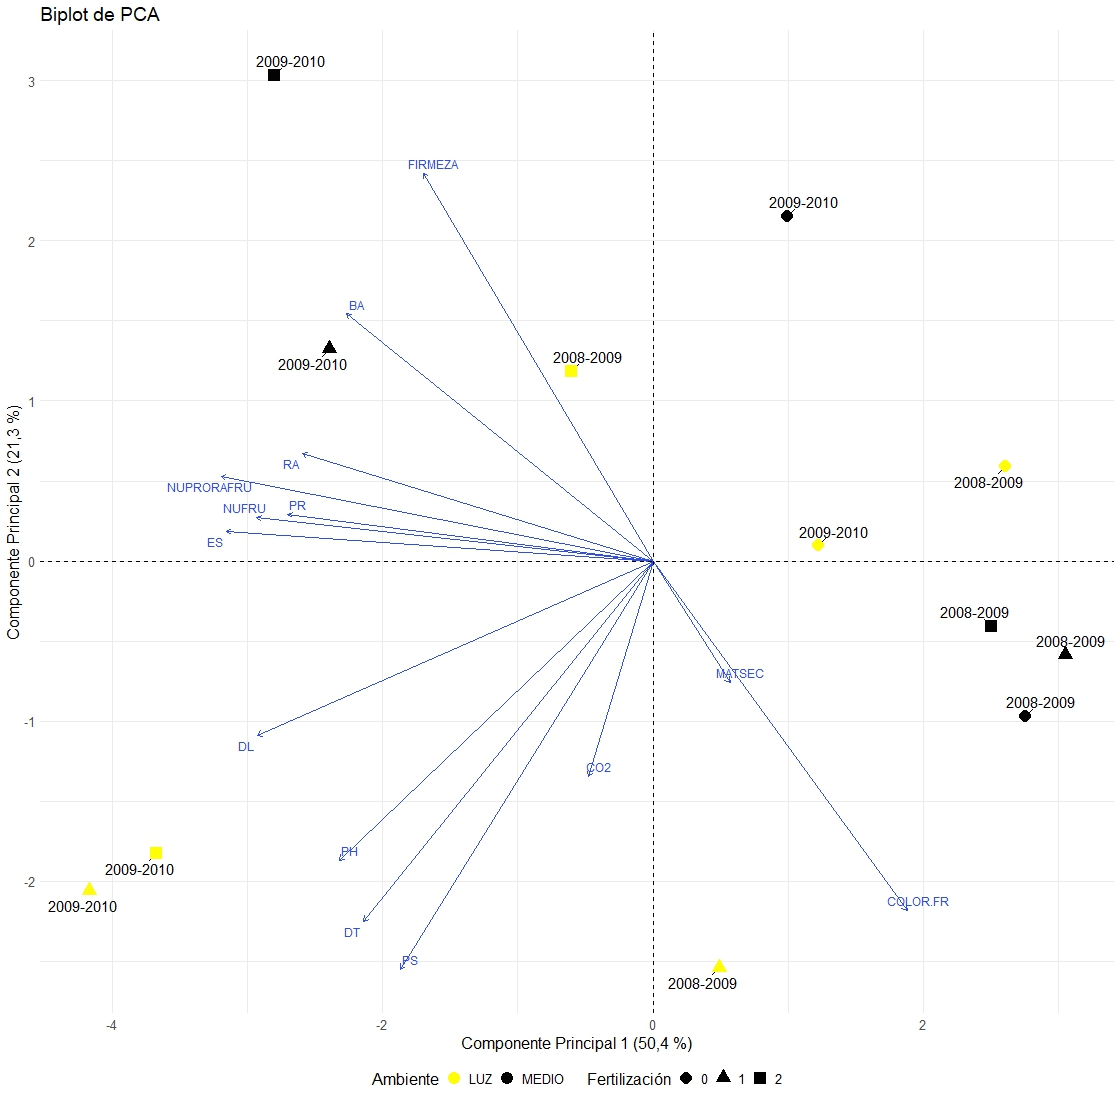 Biplot de PCA
3
2
1
0
-1
-2
Componente Principal 2 (21,3 %)
2009-2010
FIRMEZA
2009-2010
BA
2009-2010
2008-2009
RA
NUPRORAFRU
2008-2009
NUFRU
PR
2009-2010
ES
2008-2009
2008-2009
MATSEC
2008-2009
DL
CO2
PH
2009-2010
2009-2010
COLOR.FR
DT
PS
2008-2009
-4
-2
0
2
Componente Principal 1 (50,4 %)
Ambiente LUZ MEDIO Fertilización 0 1 2